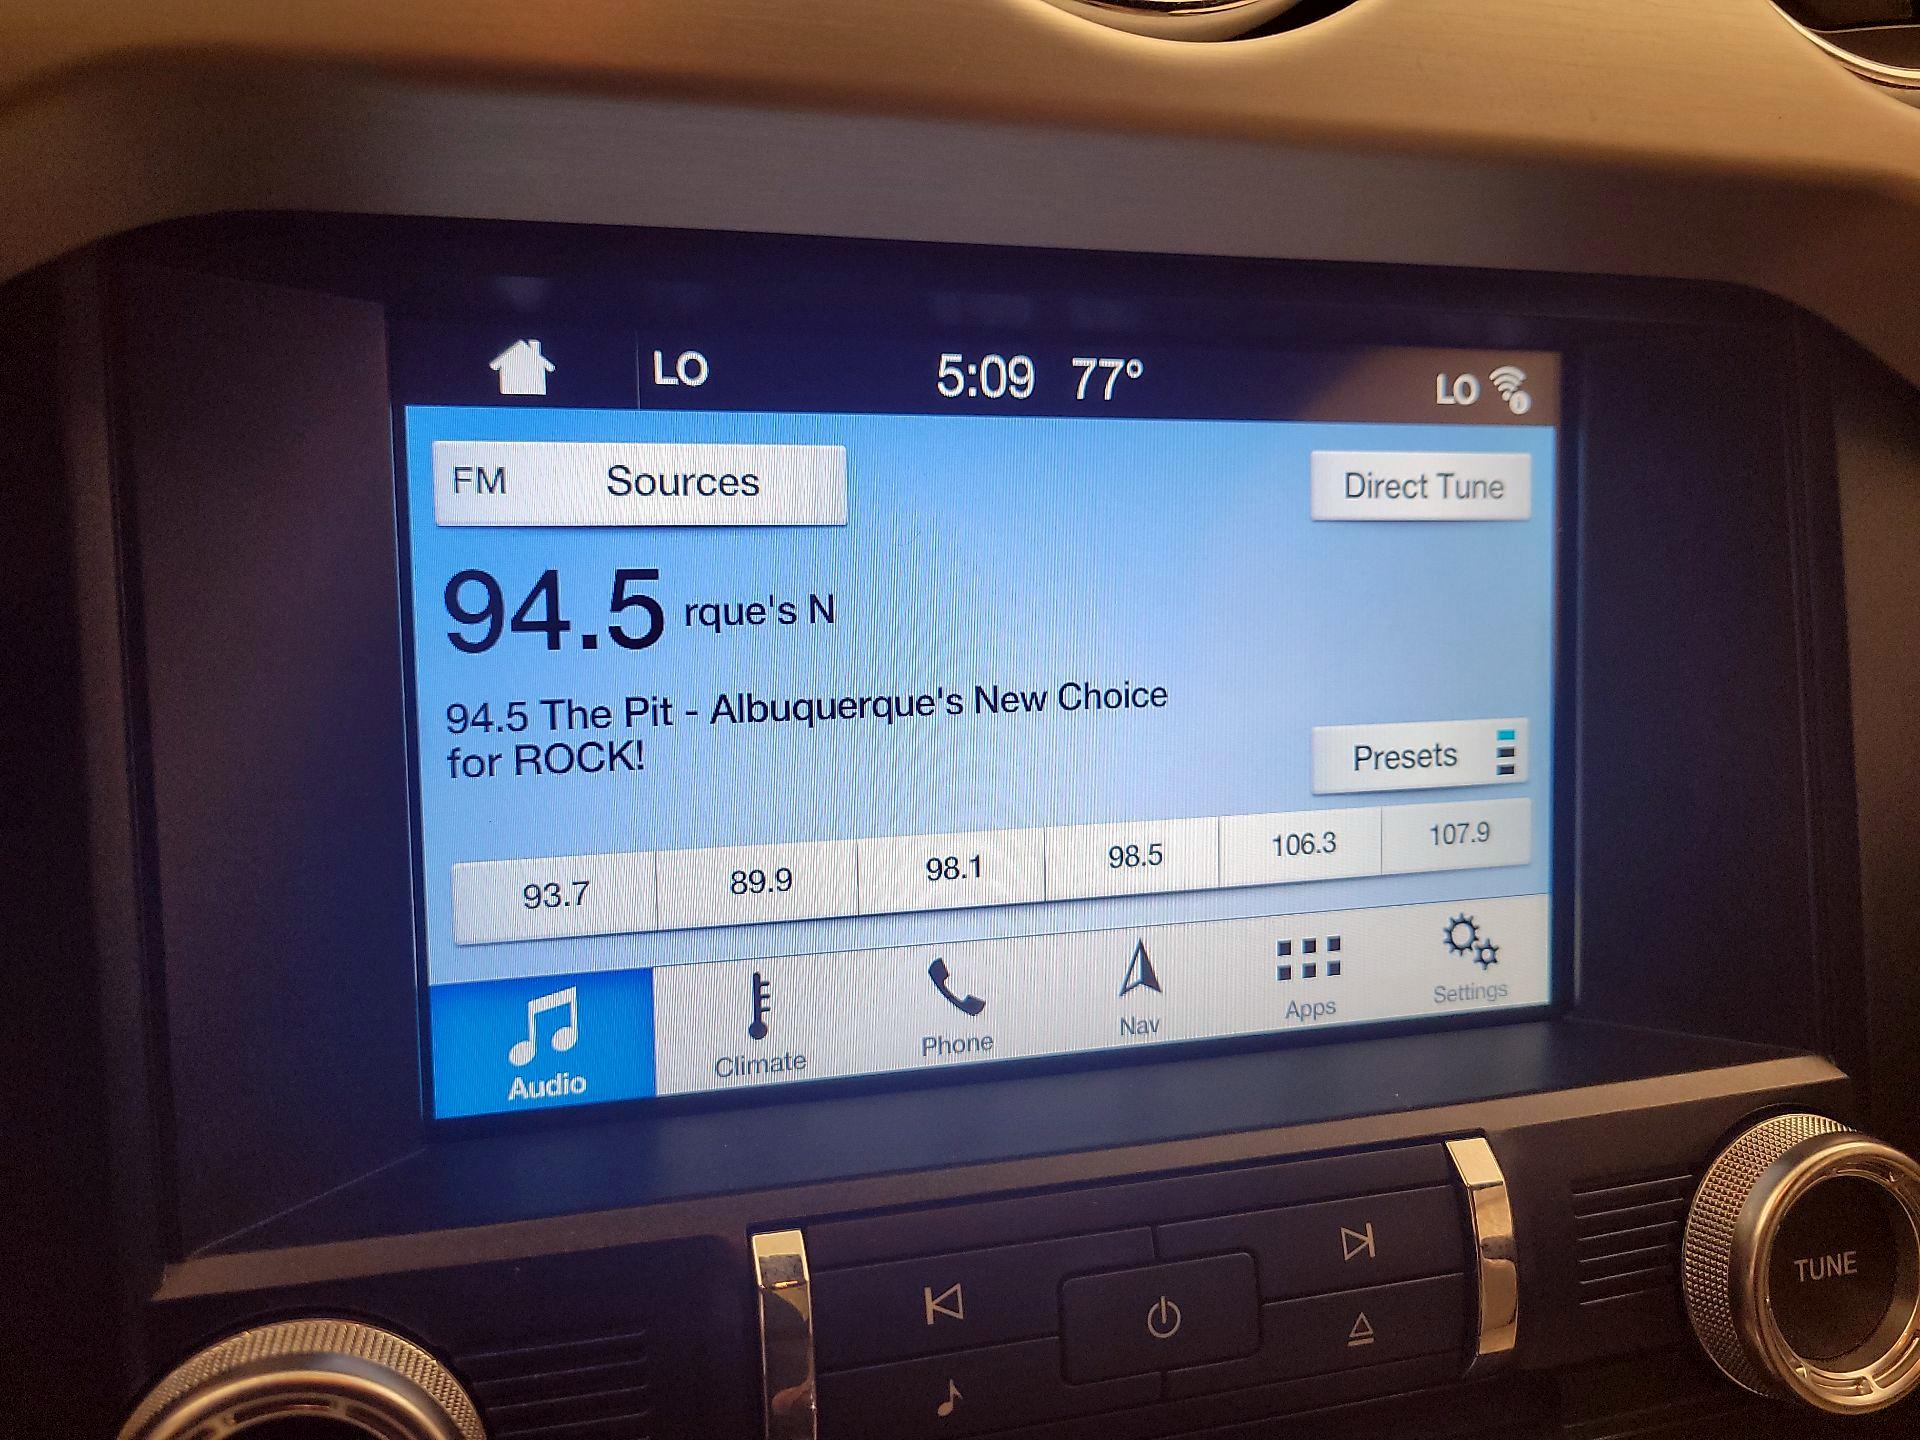 LO 5:09 77° LO
FM Sources Direct Tune
94.5 rque's N
94.5 The Pit - Albuquerque's New Choice
for ROCK!
Presets
93.7 89.9 98.1 98.5 106.3 107.9
Audio Climate Phone Nav Apps Settings
TUNE